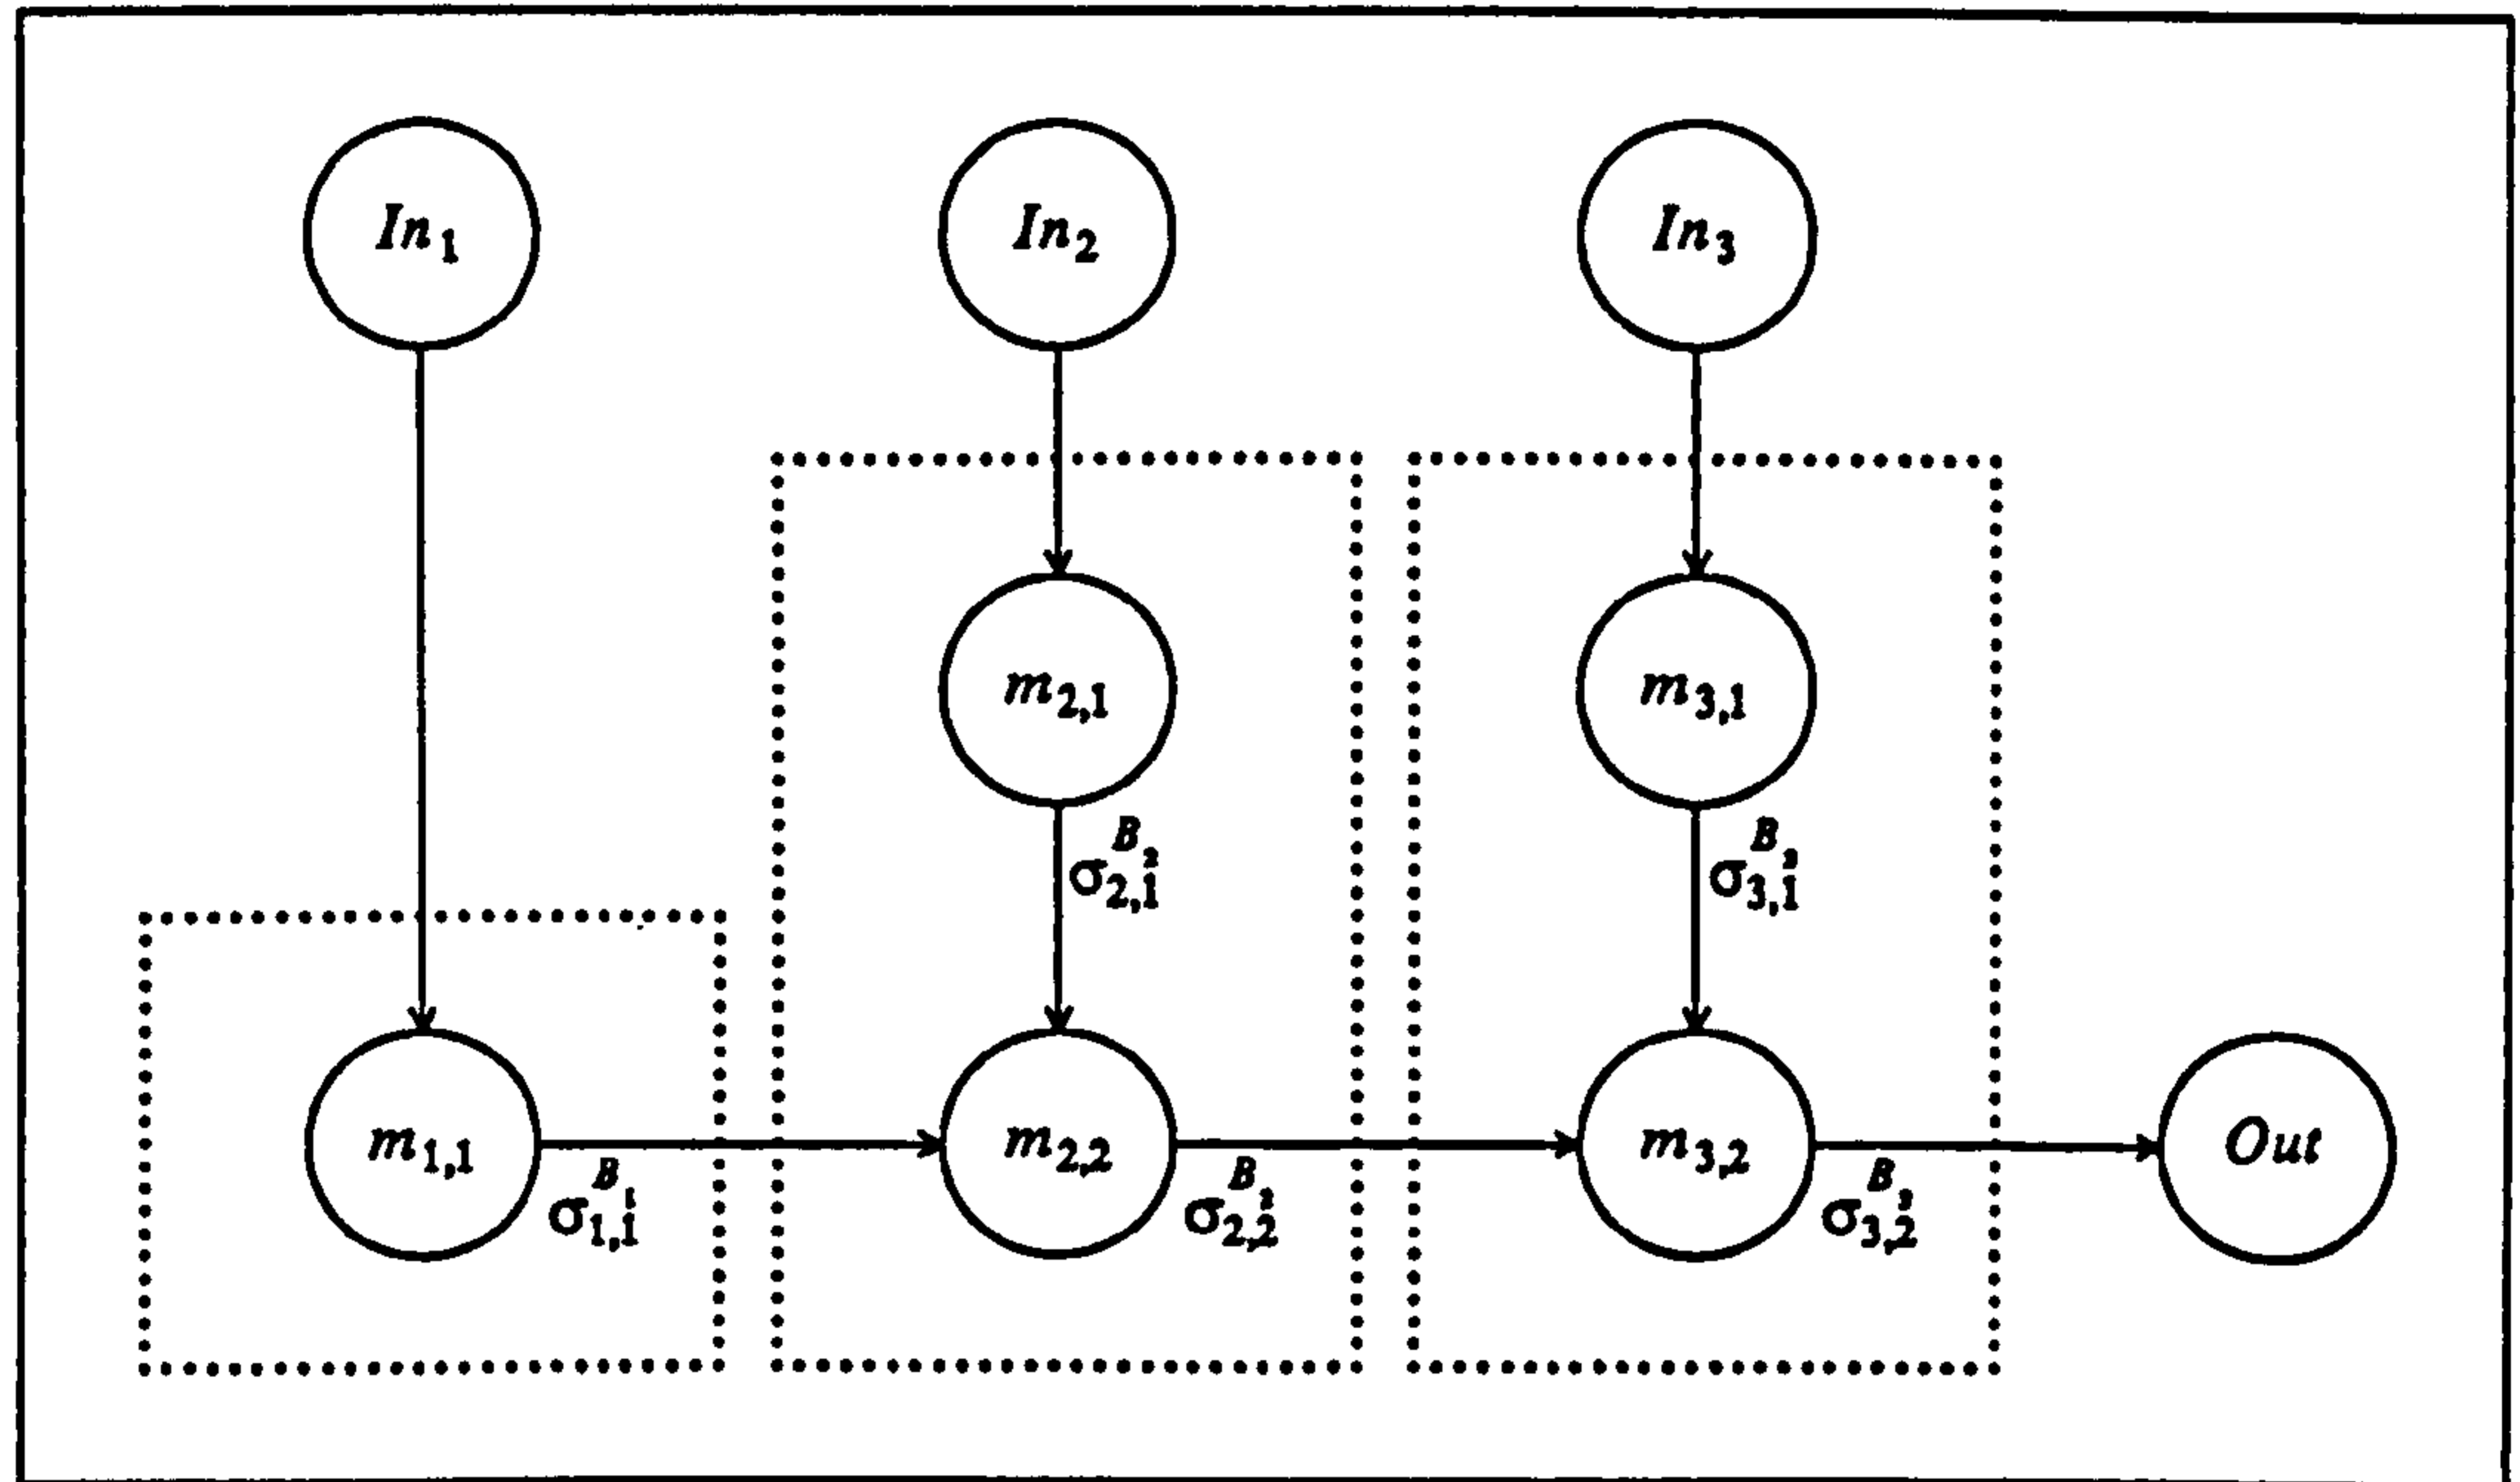 In₁ In₂ In₃
m₂,₁ m₃,₁
σ₂,₁^B₂ σ₃,₁^B₃
m₁,₁ m₂,₂ m₃,₂ Out
σ₁,₁^B₁ σ₂,₂^B₂ σ₃,₂^B₃